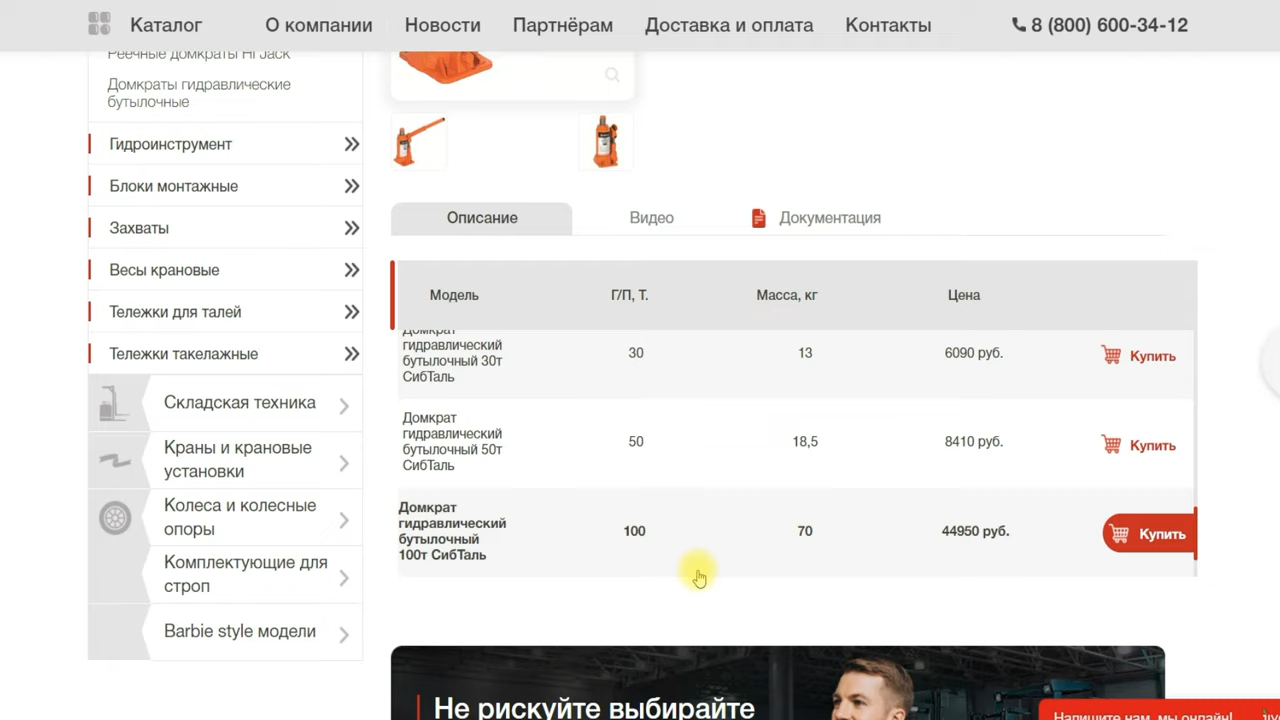 Каталог
О компании
Новости
Партнёрам
Доставка и оплата
Контакты
8 (800) 600-34-12
Реечные домкраты Hi Jack
Домкраты гидравлические
бутылочные
Гидроинструмент
Блоки монтажные
Захваты
Весы крановые
Тележки для талей
Тележки такелажные
Складская техника
Краны и крановые
установки
Колеса и колесные
опоры
Комплектующие для
строп
Barbie style модели
Описание
Видео
Документация
Модель
Г/П, Т.
Масса, кг
Цена
Домкрат
гидравлический
бутылочный 30т
СибТаль
30
13
6090 руб.
Купить
Домкрат
гидравлический
бутылочный 50т
СибТаль
50
18,5
8410 руб.
Купить
Домкрат
гидравлический
бутылочный
100т СибТаль
100
70
44950 руб.
Купить
Не рискуйте выбирайте
Напишите нам, мы онлайн!